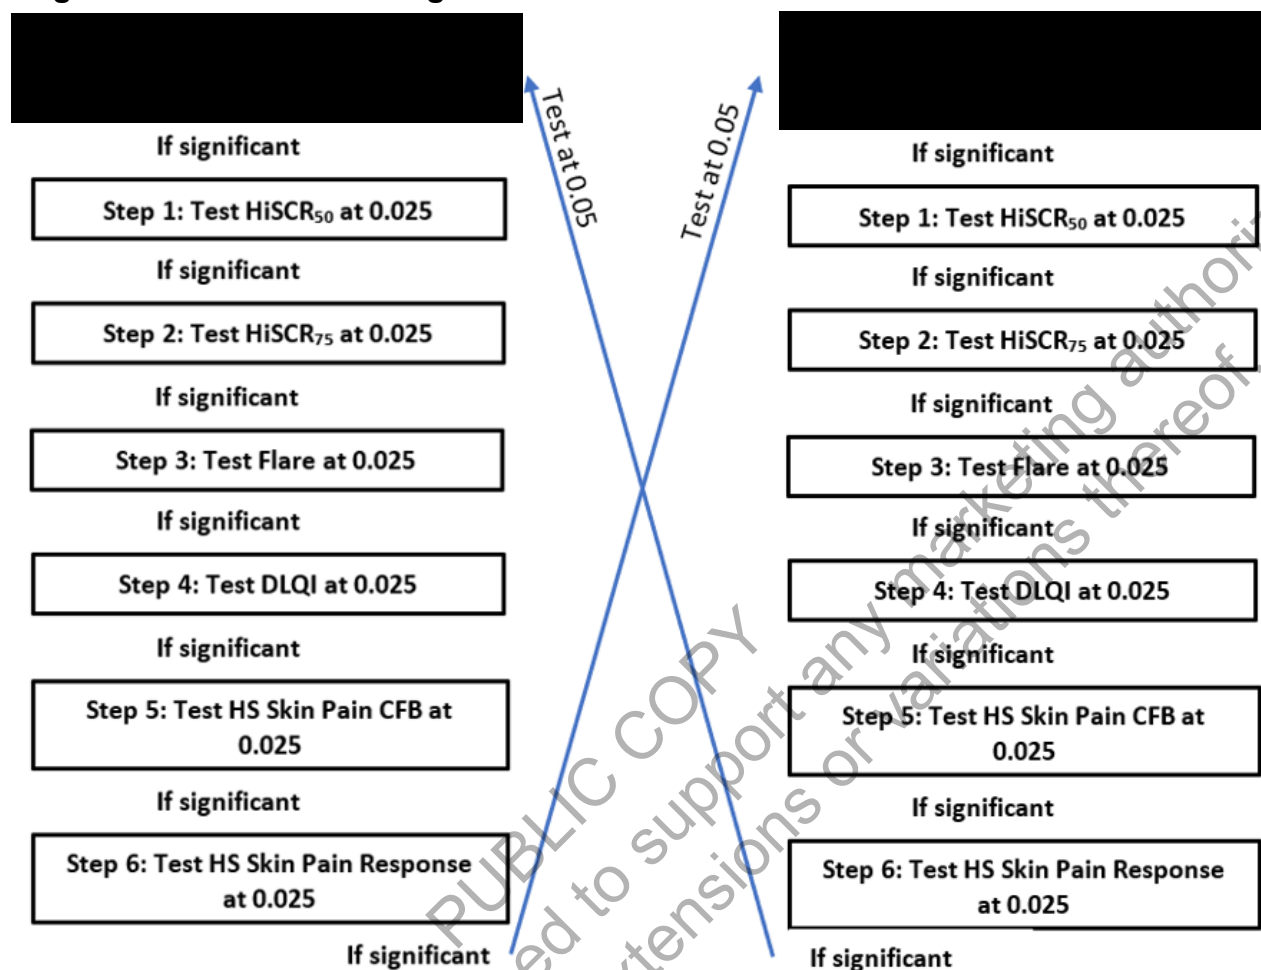 If significant
Step 1: Test HiSCR50 at 0.025
If significant
Step 2: Test HiSCR75 at 0.025
If significant
Step 3: Test Flare at 0.025
If significant
Step 4: Test DLQI at 0.025
If significant
Step 5: Test HS Skin Pain CFB at
0.025
If significant
Step 6: Test HS Skin Pain Response
at 0.025
If significant
Test at 0.05
Test at 0.05
If significant
Step 1: Test HiSCR50 at 0.025
If significant
Step 2: Test HiSCR75 at 0.025
If significant
Step 3: Test Flare at 0.025
If significant
Step 4: Test DLQI at 0.025
If significant
Step 5: Test HS Skin Pain CFB at
0.025
If significant
Step 6: Test HS Skin Pain Response
at 0.025
If significant
PUBLIC COPY
to support any marketing
or variations thereof